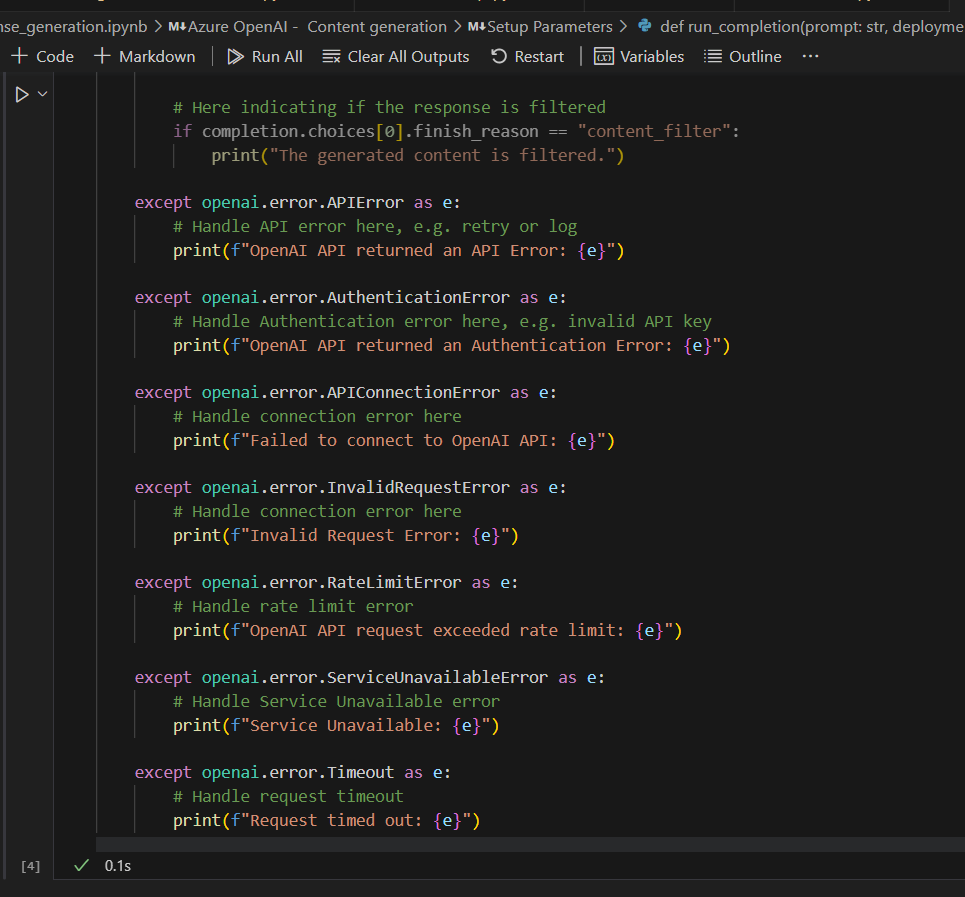 nse_generation.ipynb > M↓Azure OpenAI - Content generation > M↓Setup Parameters > def run_completion(prompt: str, deployme
+ Code + Markdown Run All Clear All Outputs Restart Variables Outline ...
# Here indicating if the response is filtered
if completion.choices[0].finish_reason == "content_filter":
print("The generated content is filtered.")
except openai.error.APIError as e:
# Handle API error here, e.g. retry or log
print(f"OpenAI API returned an API Error: {e}")
except openai.error.AuthenticationError as e:
# Handle Authentication error here, e.g. invalid API key
print(f"OpenAI API returned an Authentication Error: {e}")
except openai.error.APIConnectionError as e:
# Handle connection error here
print(f"Failed to connect to OpenAI API: {e}")
except openai.error.InvalidRequestError as e:
# Handle connection error here
print(f"Invalid Request Error: {e}")
except openai.error.RateLimitError as e:
# Handle rate limit error
print(f"OpenAI API request exceeded rate limit: {e}")
except openai.error.ServiceUnavailableError as e:
# Handle Service Unavailable error
print(f"Service Unavailable: {e}")
except openai.error.Timeout as e:
# Handle request timeout
print(f"Request timed out: {e}")
[4] ✓ 0.1s